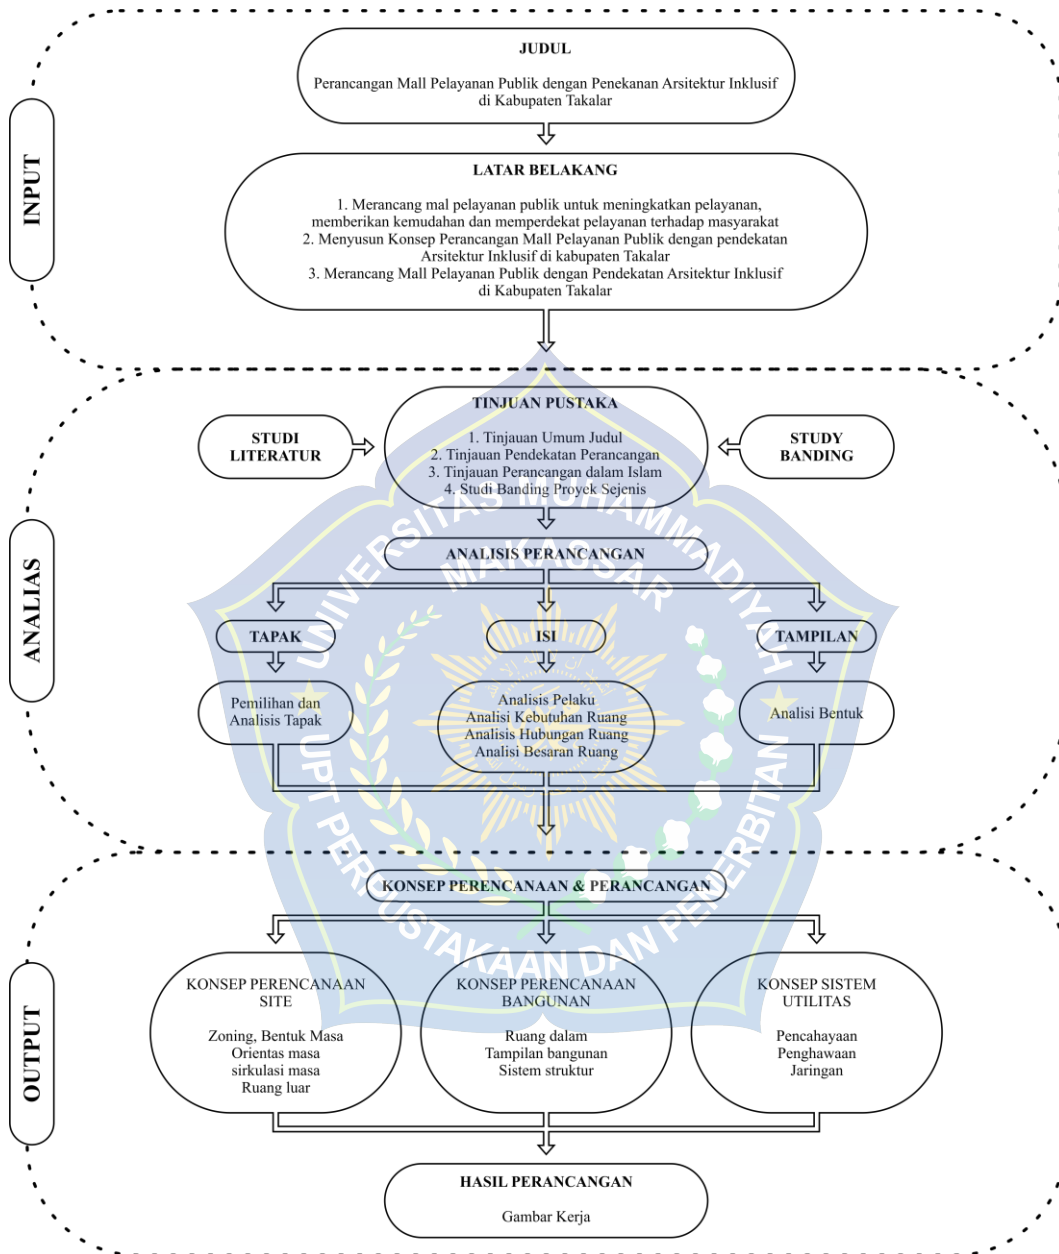 INPUT
JUDUL
Perancangan Mall Pelayanan Publik dengan Penekanan Arsitektur Inklusif
di Kabupaten Takalar
LATAR BELAKANG
1. Merancang mal pelayanan publik untuk meningkatkan pelayanan,
memberikan kemudahan dan memperdekat pelayanan terhadap masyarakat
2. Menyusun Konsep Perancangan Mall Pelayanan Publik dengan pendekatan
Arsitektur Inklusif di kabupaten Takalar
3. Merancang Mall Pelayanan Publik dengan Pendekatan Arsitektur Inklusif
di Kabupaten Takalar
ANALIAS
STUDI
LITERATUR
TINJUAN PUSTAKA
1. Tinjauan Umum Judul
2. Tinjauan Pendekatan Perancangan
3. Tinjauan Perancangan dalam Islam
4. Studi Banding Proyek Sejenis
STUDY
BANDING
ANALISIS PERANCANGAN
TAPAK
ISI
TAMPILAN
Pemilihan dan
Analisis Tapak
Analisis Pelaku
Analisi Kebutuhan Ruang
Analisis Hubungan Ruang
Analisi Besaran Ruang
Analisi Bentuk
UNIVERSITAS MUHAMMADIYAH
MAKASSAR
UPT PERPUSTAKAAN DAN PENERBITAN
OUTPUT
KONSEP PERENCANAAN & PERANCANGAN
KONSEP PERENCANAAN
SITE
Zoning, Bentuk Masa
Orientas masa
sirkulasi masa
Ruang luar
KONSEP PERENCANAAN
BANGUNAN
Ruang dalam
Tampilan bangunan
Sistem struktur
KONSEP SISTEM
UTILITAS
Pencahayaan
Penghawaan
Jaringan
HASIL PERANCANGAN
Gambar Kerja